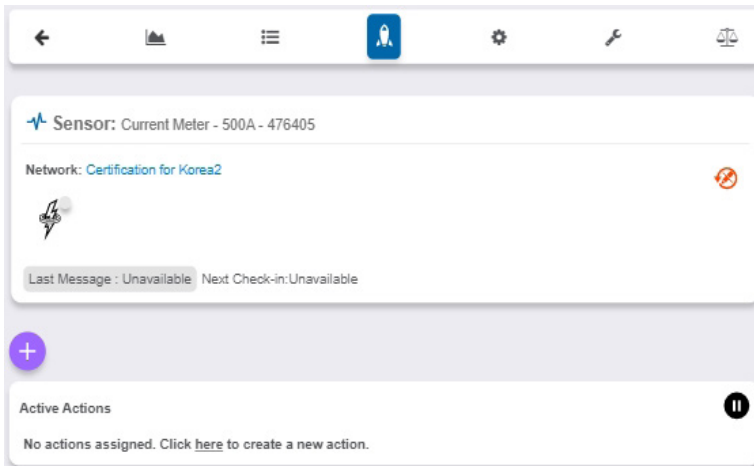 Sensor: Current Meter - 500A - 476405
Network: Certification for Korea2
Last Message : Unavailable Next Check-in:Unavailable
Active Actions
No actions assigned. Click here to create a new action.